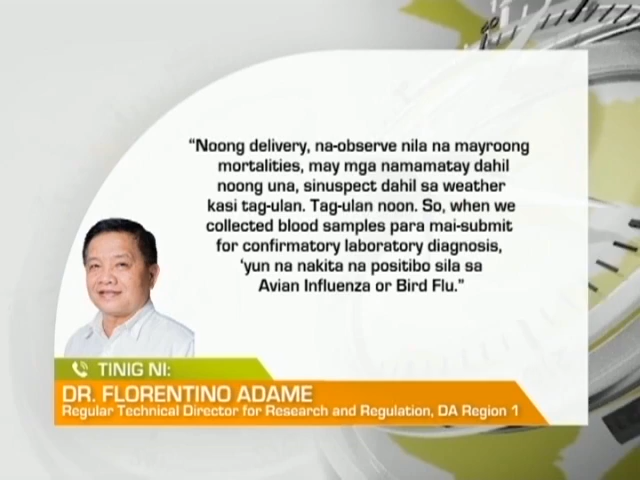 “Noong delivery, na-observe nila na mayroong
mortalities, may mga namamatay dahil
noong una, sinuspect dahil sa weather
kasi tag-ulan. Tag-ulan noon. So, when we
collected blood samples para mai-submit
for confirmatory laboratory diagnosis,
‘yun na nakita na positibo sila sa
Avian Influenza or Bird Flu.”
TINIG NI:
DR. FLORENTINO ADAME
Regular Technical Director for Research and Regulation, DA Region 1